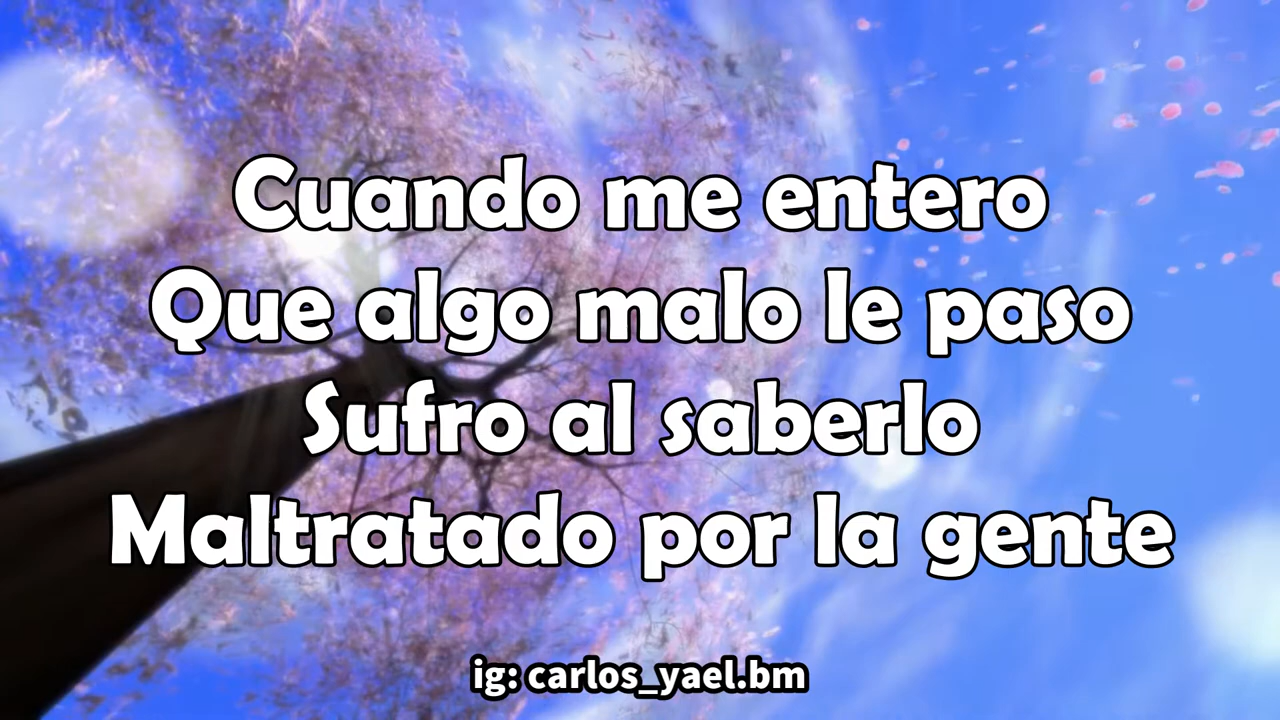 Cuando me entero
Que algo malo le paso
Sufro al saberlo
Maltratado por la gente
ig: carlos_yael.bm